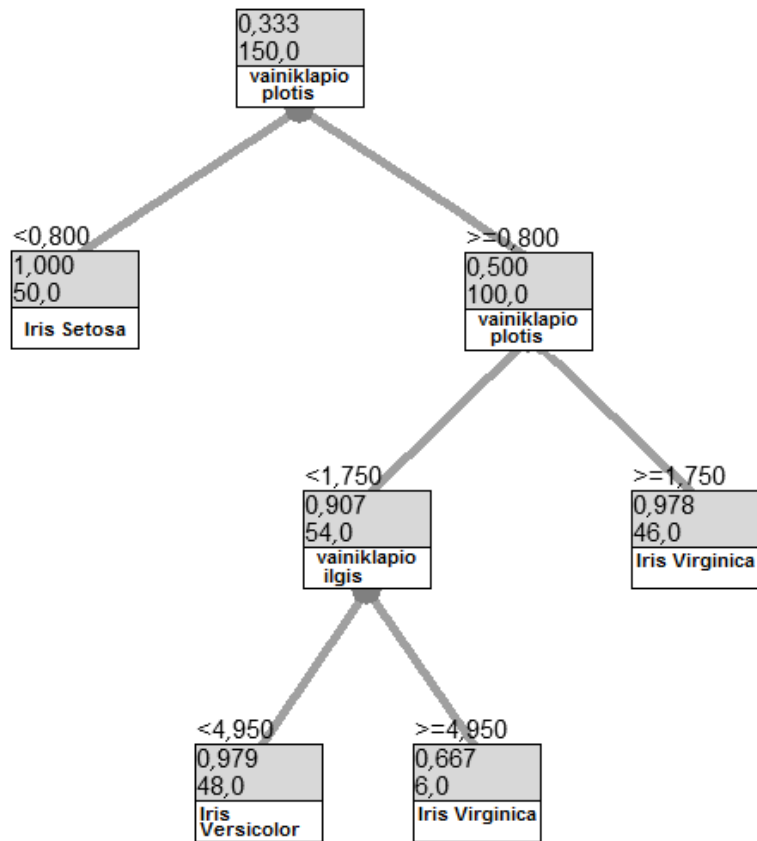 0,333
150,0
vainiklapio
plotis
<0,800
1,000
50,0
Iris Setosa
>=0,800
0,500
100,0
vainiklapio
plotis
<1,750
0,907
54,0
vainiklapio
ilgis
>=1,750
0,978
46,0
Iris Virginica
<4,950
0,979
48,0
Iris
Versicolor
>=4,950
0,667
6,0
Iris Virginica